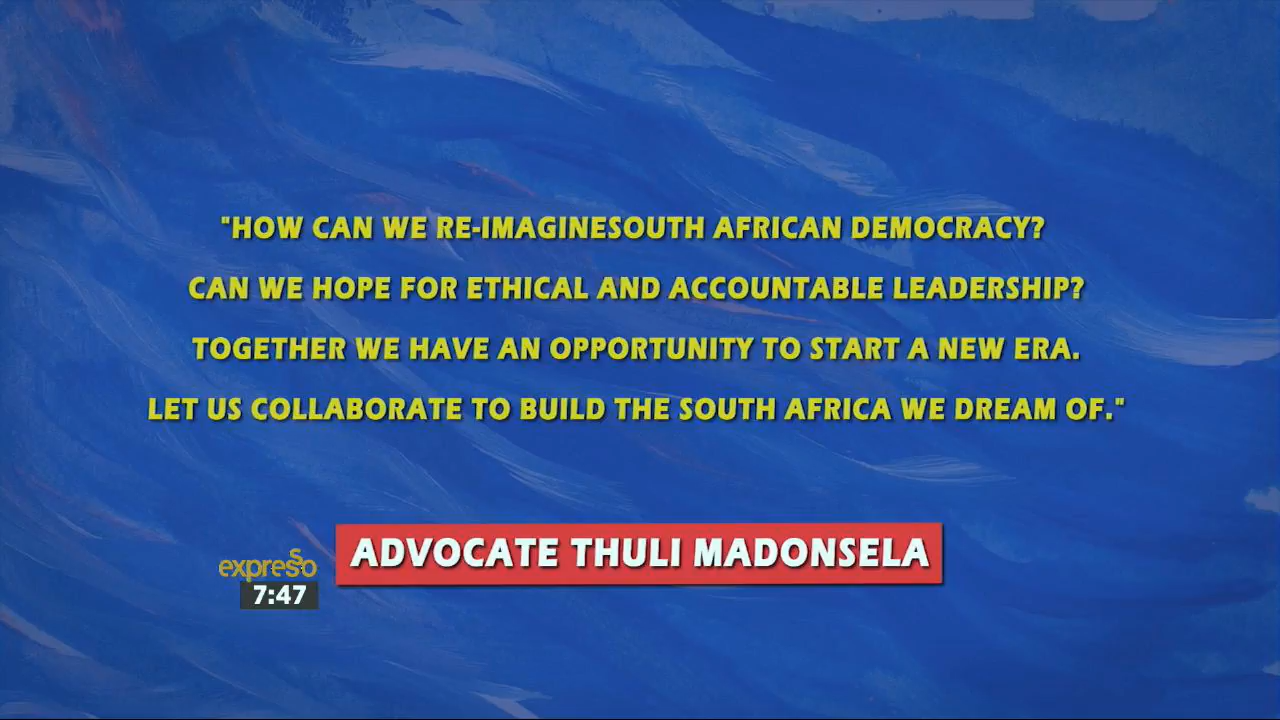 "HOW CAN WE RE-IMAGINESOUTH AFRICAN DEMOCRACY?
CAN WE HOPE FOR ETHICAL AND ACCOUNTABLE LEADERSHIP?
TOGETHER WE HAVE AN OPPORTUNITY TO START A NEW ERA.
LET US COLLABORATE TO BUILD THE SOUTH AFRICA WE DREAM OF."
ADVOCATE THULI MADONSELA
expresso
7:47